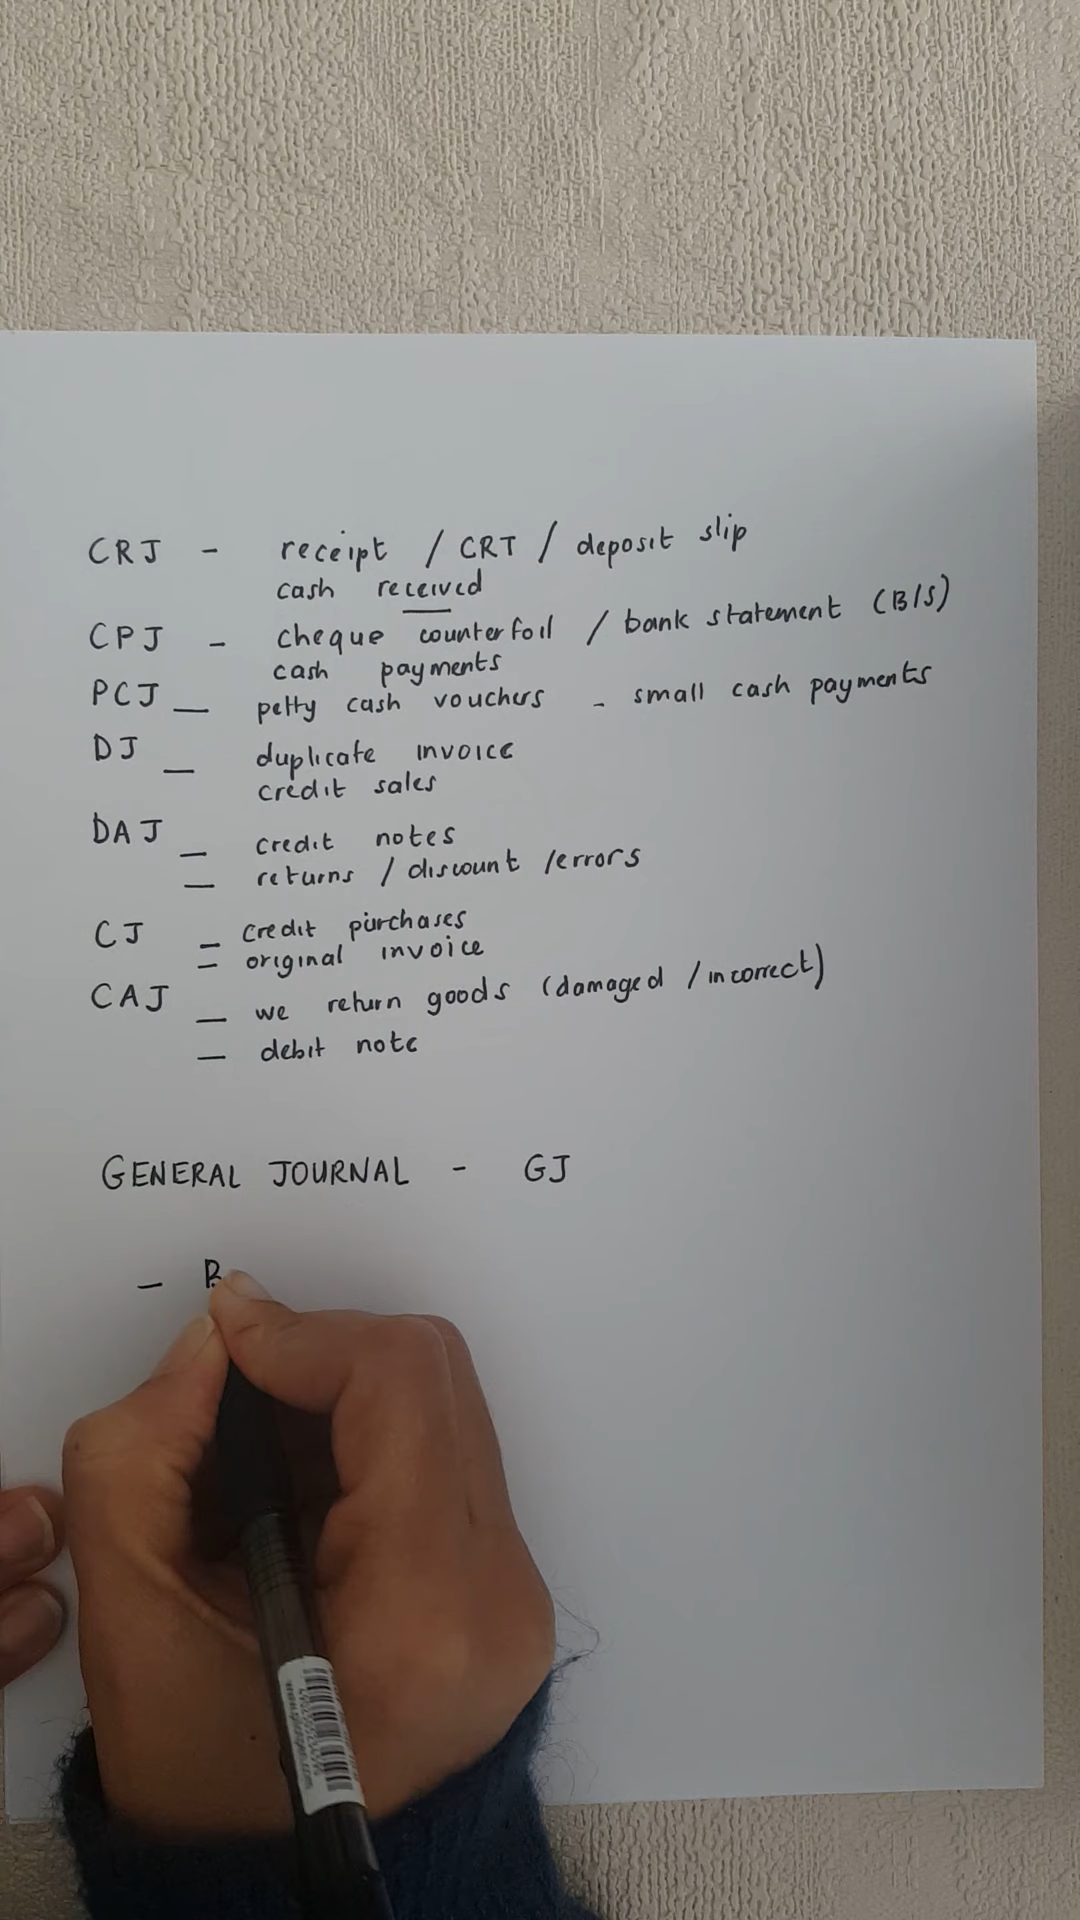 CRJ - receipt / CRT / deposit slip
cash received
CPJ - cheque counterfoil / bank statement (B/S)
cash payments
PCJ - petty cash vouchers - small cash payments
DJ - duplicate invoice
credit sales
DAJ - credit notes
- returns / discount / errors
CJ - credit purchases
- original invoice
CAJ - we return goods (damaged / incorrect)
- debit note
GENERAL JOURNAL - GJ
- B